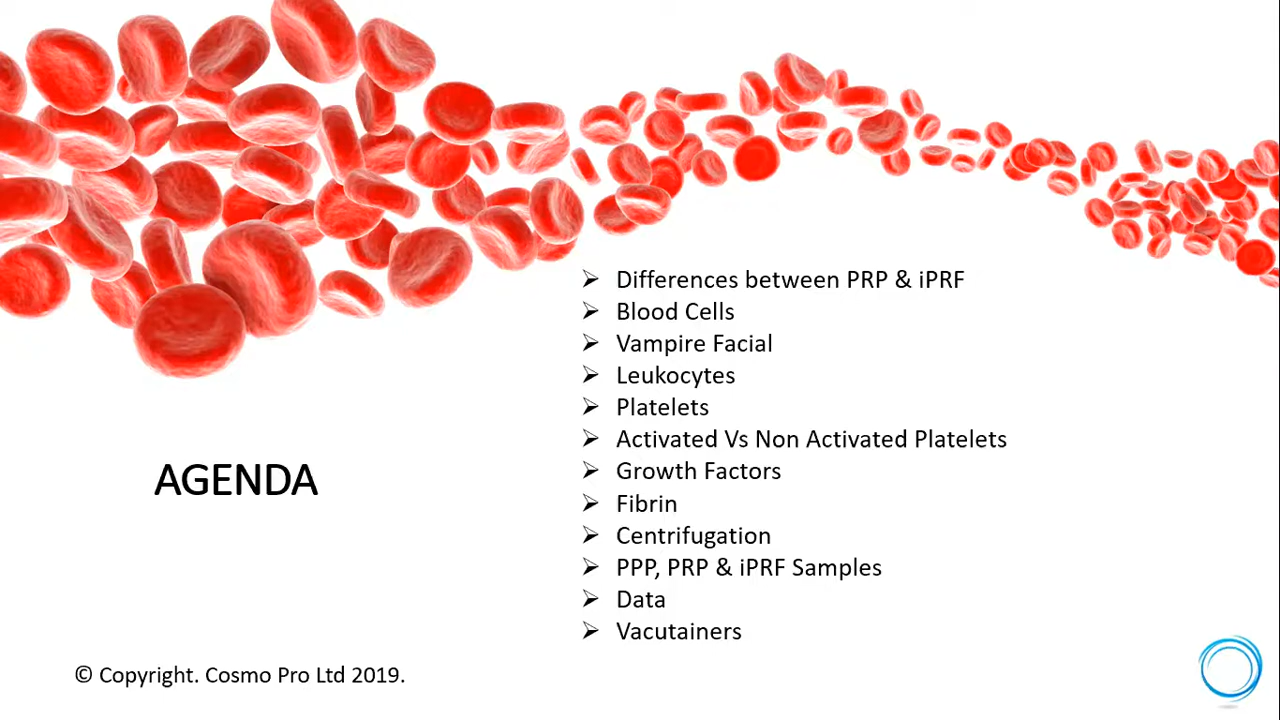 Differences between PRP & iPRF
Blood Cells
Vampire Facial
Leukocytes
Platelets
Activated Vs Non Activated Platelets
Growth Factors
Fibrin
Centrifugation
PPP, PRP & iPRF Samples
Data
Vacutainers
AGENDA
© Copyright. Cosmo Pro Ltd 2019.